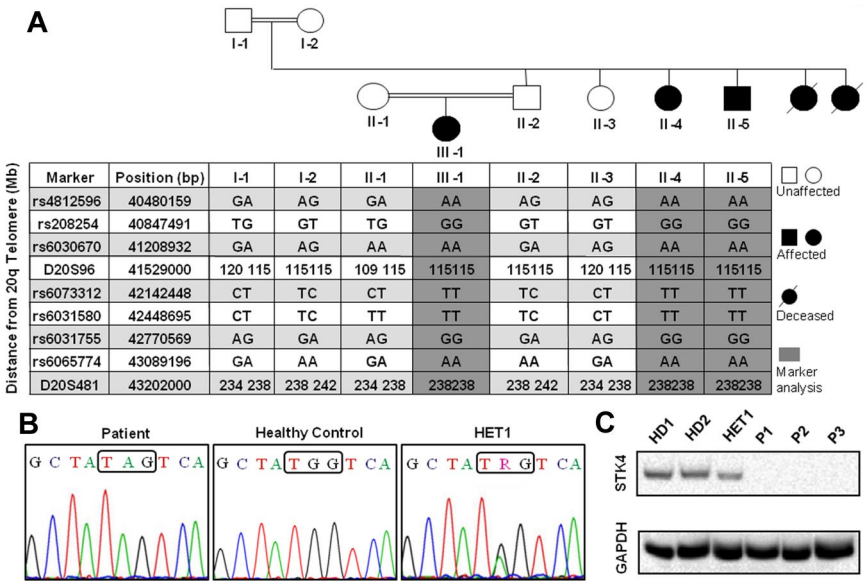 A
I-1 I-2
II-1 II-2 II-3 II-4 II-5
III-1
Distance from 20q Telomere (Mb)
Marker Position (bp) I-1 I-2 II-1 III-1 II-2 II-3 II-4 II-5
rs4812596 40480159 GA AG GA AA AG AG AA AA
rs208254 40847491 TG GT TG GG GT GT GG GG
rs6030670 41208932 GA AG AA AA GA AG AA AA
D20S96 41529000 120 115 115115 109 115 115115 115115 120 115 115115 115115
rs6073312 42142448 CT TC CT TT TC CT TT TT
rs6031580 42448695 CT TC TT TT TC CT TT TT
rs6031755 42770569 AG GA AG GG GA AG GG GG
rs6065774 43089196 GA AA GA AA AA GA AA AA
D20S481 43202000 234 238 238 242 234 238 238238 238 242 234 238 238238 238238
Unaffected
Affected
Deceased
Marker
analysis
B
Patient Healthy Control HET1
G C T A T A G T C A G C T A T G G T C A G C T A T R G T C A
C
HD1 HD2 HET1 P1 P2 P3
STK4
GAPDH